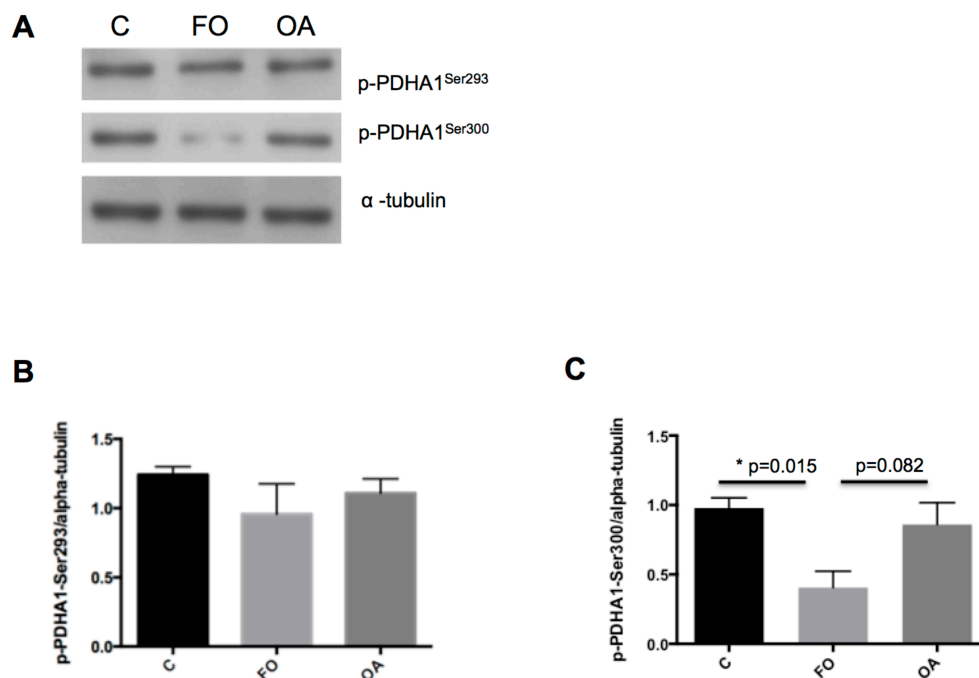 A
C FO OA
p-PDHA1Ser293
p-PDHA1Ser300
α -tubulin
B
p-PDHA1-Ser293/alpha-tubulin
1.5
1.0
0.5
0.0
C FO OA
C
p-PDHA1-Ser300/alpha-tubulin
1.5
1.0
0.5
0.0
* p=0.015 p=0.082
C FO OA